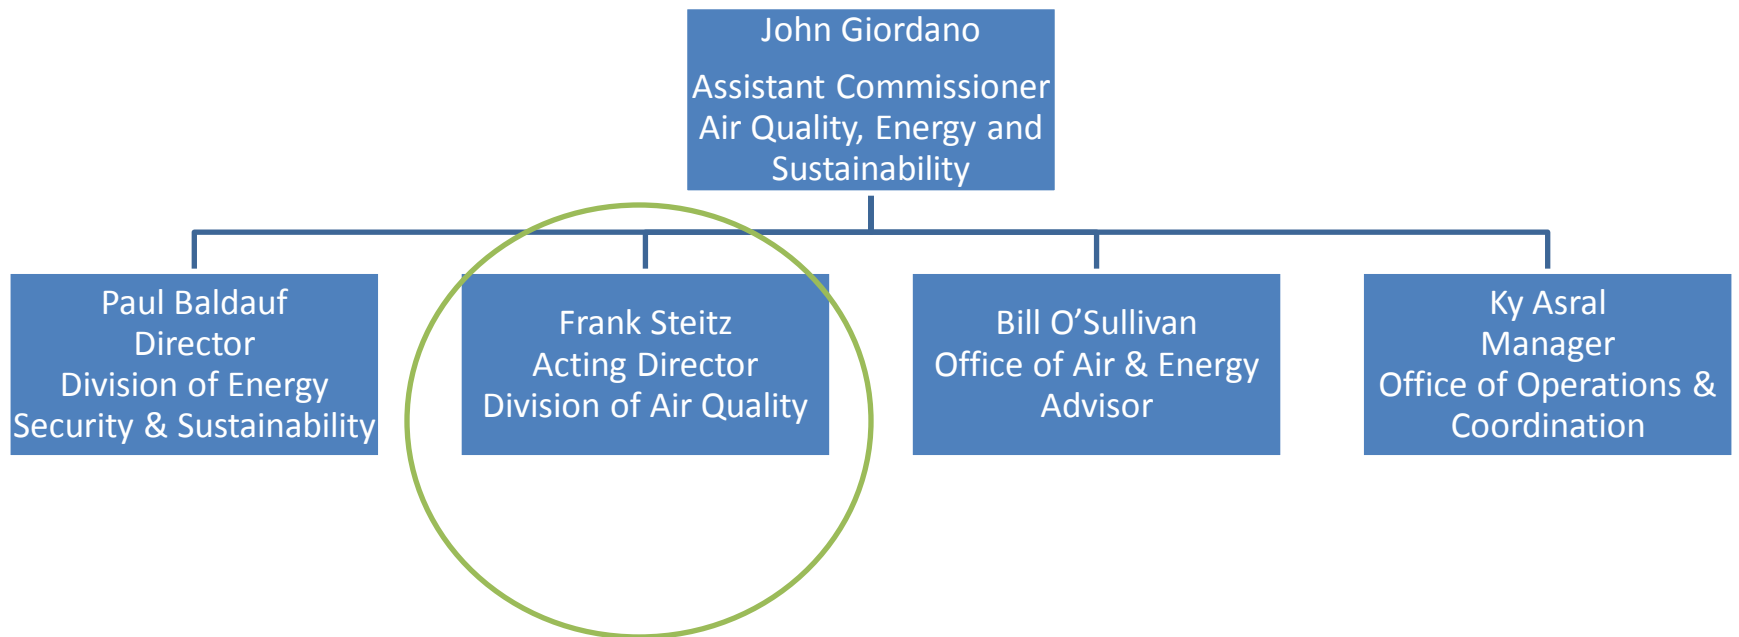 John Giordano
Assistant Commissioner
Air Quality, Energy and
Sustainability
Paul Baldauf
Director
Division of Energy
Security & Sustainability
Frank Steitz
Acting Director
Division of Air Quality
Bill O’Sullivan
Office of Air & Energy
Advisor
Ky Asral
Manager
Office of Operations &
Coordination